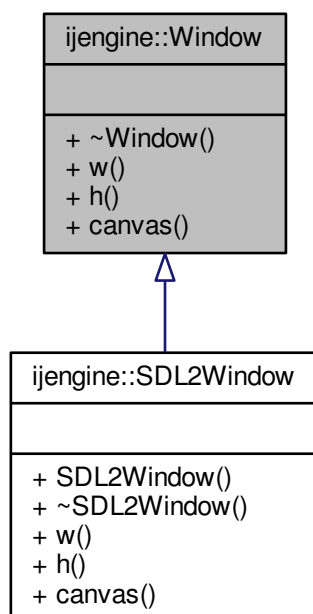 ijengine::Window
+ ~Window()
+ w()
+ h()
+ canvas()
ijengine::SDL2Window
+ SDL2Window()
+ ~SDL2Window()
+ w()
+ h()
+ canvas()